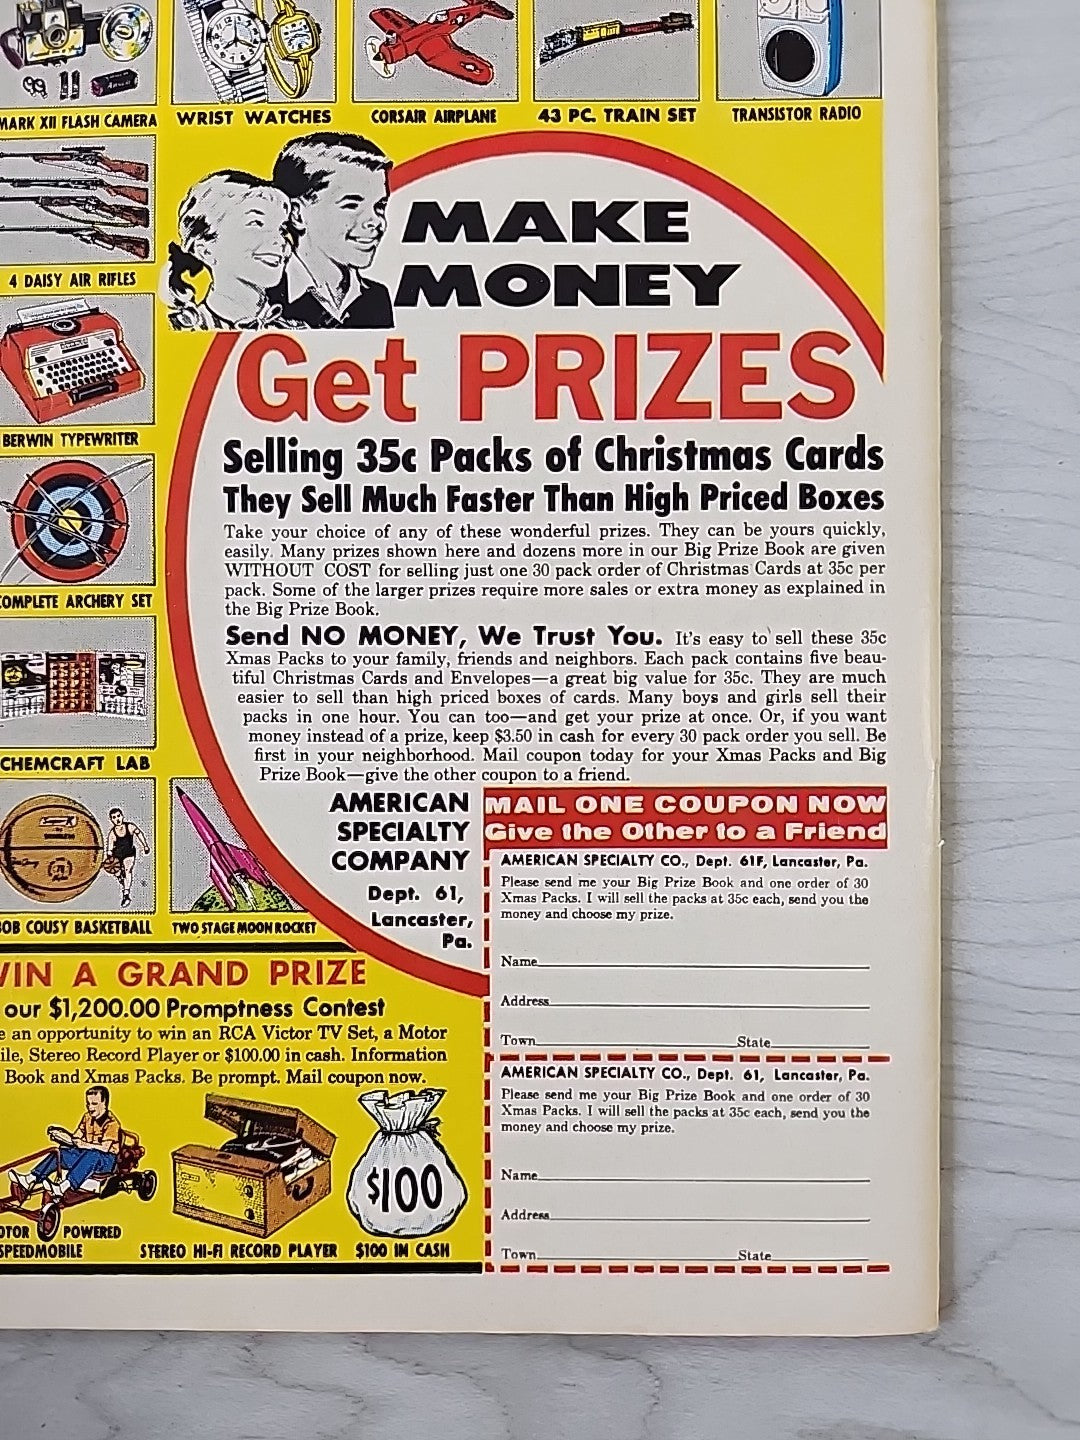 MARK XII FLASH CAMERA
WRIST WATCHES
CORSAIR AIRPLANE
43 PC. TRAIN SET
TRANSISTOR RADIO
4 DAISY AIR RIFLES
BERWIN TYPEWRITER
COMPLETE ARCHERY SET
CHEMCRAFT LAB
BOB COUSY BASKETBALL
TWO STAGE MOON ROCKET
MAKE
MONEY
Get PRIZES
Selling 35c Packs of Christmas Cards
They Sell Much Faster Than High Priced Boxes
Take your choice of any of these wonderful prizes. They can be yours quickly,
easily. Many prizes shown here and dozens more in our Big Prize Book are given
WITHOUT COST for selling just one 30 pack order of Christmas Cards at 35c per
pack. Some of the larger prizes require more sales or extra money as explained in
the Big Prize Book.
Send NO MONEY, We Trust You. It's easy to sell these 35c
Xmas Packs to your family, friends and neighbors. Each pack contains five beau-
tiful Christmas Cards and Envelopes—a great big value for 35c. They are much
easier to sell than high priced boxes of cards. Many boys and girls sell their
packs in one hour. You can too—and get your prize at once. Or, if you want
money instead of a prize, keep $3.50 in cash for every 30 pack order you sell. Be
first in your neighborhood. Mail coupon today for your Xmas Packs and Big
Prize Book—give the other coupon to a friend.
AMERICAN
SPECIALTY
COMPANY
Dept. 61,
Lancaster,
Pa.
MAIL ONE COUPON NOW
Give the Other to a Friend
AMERICAN SPECIALTY CO., Dept. 61F, Lancaster, Pa.
Please send me your Big Prize Book and one order of 30
Xmas Packs. I will sell the packs at 35c each, send you the
money and choose my prize.
Name
Address
Town State
AMERICAN SPECIALTY CO., Dept. 61, Lancaster, Pa.
Please send me your Big Prize Book and one order of 30
Xmas Packs. I will sell the packs at 35c each, send you the
money and choose my prize.
Name
Address
Town State
WIN A GRAND PRIZE
our $1,200.00 Promptness Contest
an opportunity to win an RCA Victor TV Set, a Motor
Stereo Record Player or $100.00 in cash. Information
Book and Xmas Packs. Be prompt. Mail coupon now.
$100
MOTOR POWERED
SPEEDMOBILE
STEREO HI-FI RECORD PLAYER
$100 IN CASH